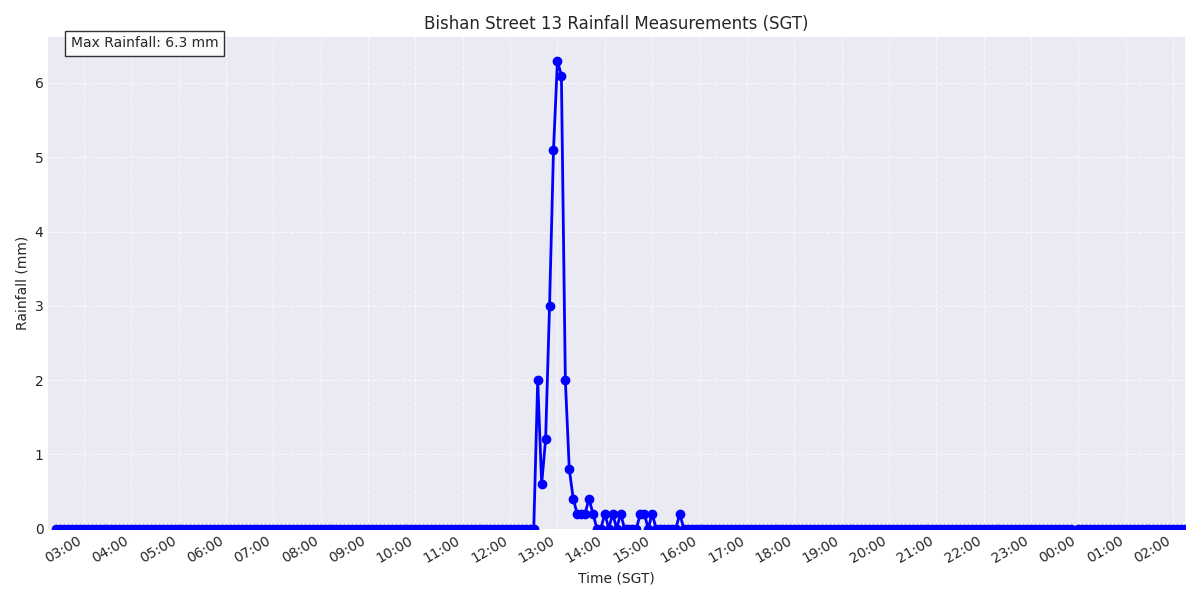 Bishan Street 13 Rainfall Measurements (SGT)
Max Rainfall: 6.3 mm
Rainfall (mm)
6
5
4
3
2
1
0
03:00 04:00 05:00 06:00 07:00 08:00 09:00 10:00 11:00 12:00 13:00 14:00 15:00 16:00 17:00 18:00 19:00 20:00 21:00 22:00 23:00 00:00 01:00 02:00
Time (SGT)